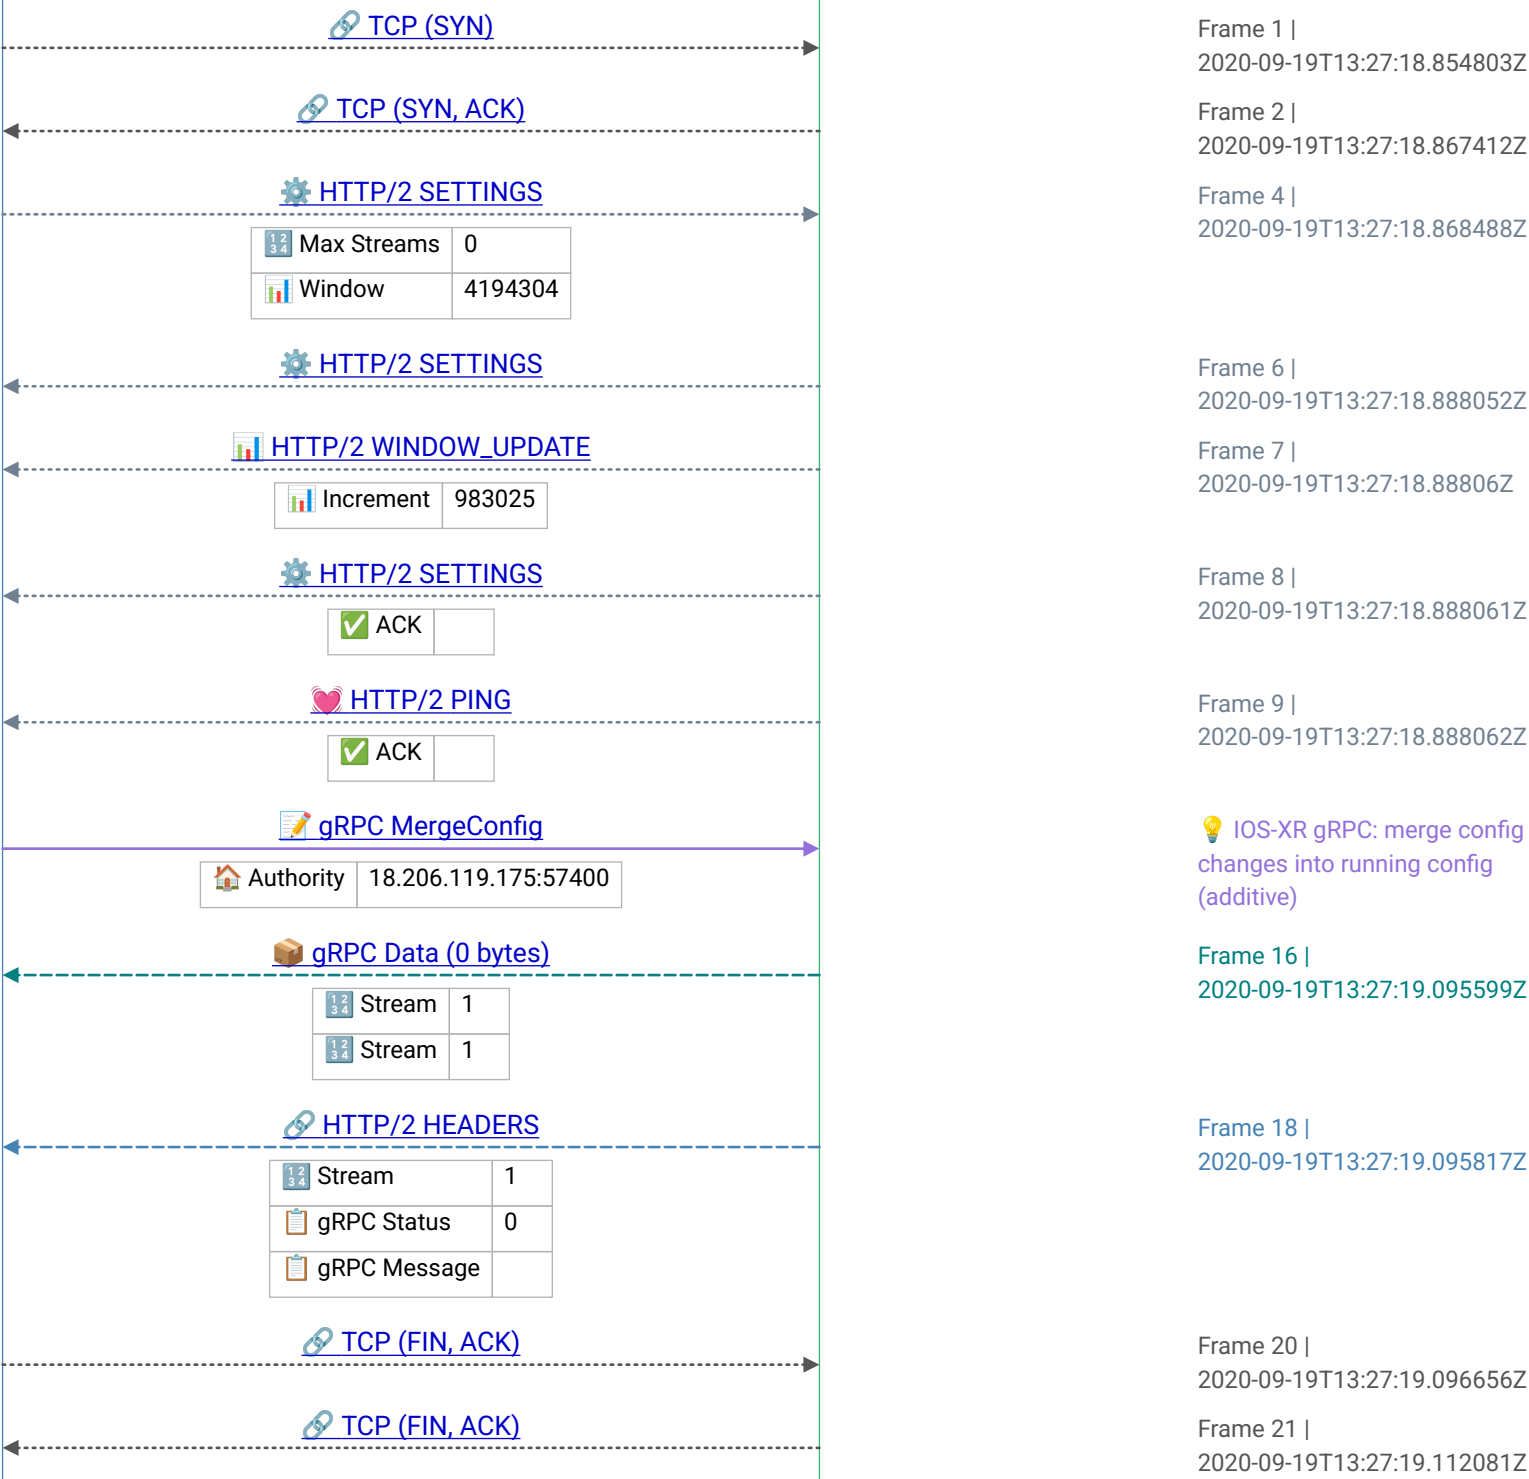 🔗 TCP (SYN)
Frame 1 |
2020-09-19T13:27:18.854803Z
🔗 TCP (SYN, ACK)
Frame 2 |
2020-09-19T13:27:18.867412Z
⚙️ HTTP/2 SETTINGS
Frame 4 |
2020-09-19T13:27:18.868488Z
🔢 Max Streams 0
📊 Window 4194304
⚙️ HTTP/2 SETTINGS
Frame 6 |
2020-09-19T13:27:18.888052Z
📊 HTTP/2 WINDOW_UPDATE
Frame 7 |
2020-09-19T13:27:18.88806Z
📊 Increment 983025
⚙️ HTTP/2 SETTINGS
Frame 8 |
2020-09-19T13:27:18.888061Z
✅ ACK
💓 HTTP/2 PING
Frame 9 |
2020-09-19T13:27:18.888062Z
✅ ACK
📝 gRPC MergeConfig
💡 IOS-XR gRPC: merge config
changes into running config
(additive)
🏠 Authority 18.206.119.175:57400
📦 gRPC Data (0 bytes)
Frame 16 |
2020-09-19T13:27:19.095599Z
🔢 Stream 1
🔢 Stream 1
🔗 HTTP/2 HEADERS
Frame 18 |
2020-09-19T13:27:19.095817Z
🔢 Stream 1
📋 gRPC Status 0
📋 gRPC Message
🔗 TCP (FIN, ACK)
Frame 20 |
2020-09-19T13:27:19.096656Z
🔗 TCP (FIN, ACK)
Frame 21 |
2020-09-19T13:27:19.112081Z